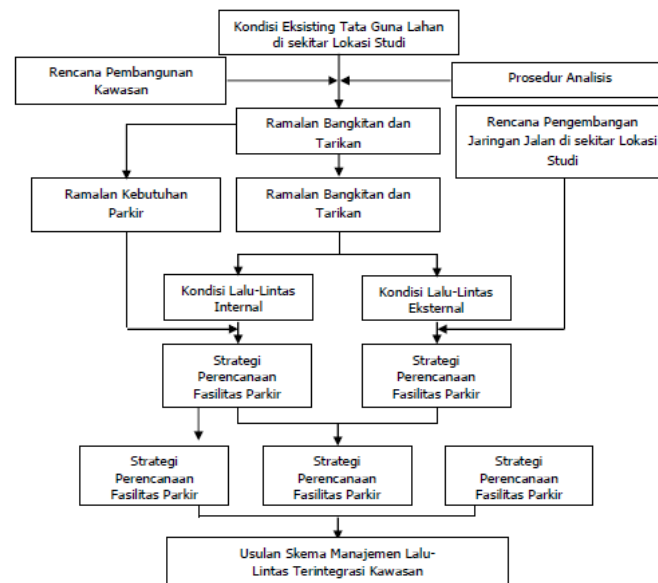 Kondisi Eksisting Tata Guna Lahan
di sekitar Lokasi Studi
Rencana Pembangunan
Kawasan
Prosedur Analisis
Ramalan Bangkitan dan
Tarikan
Rencana Pengembangan
Jaringan Jalan di sekitar Lokasi
Studi
Ramalan Kebutuhan
Parkir
Ramalan Bangkitan dan
Tarikan
Kondisi Lalu-Lintas
Internal
Kondisi Lalu-Lintas
Eksternal
Strategi
Perencanaan
Fasilitas Parkir
Strategi
Perencanaan
Fasilitas Parkir
Strategi
Perencanaan
Fasilitas Parkir
Strategi
Perencanaan
Fasilitas Parkir
Strategi
Perencanaan
Fasilitas Parkir
Usulan Skema Manajemen Lalu-
Lintas Terintegrasi Kawasan